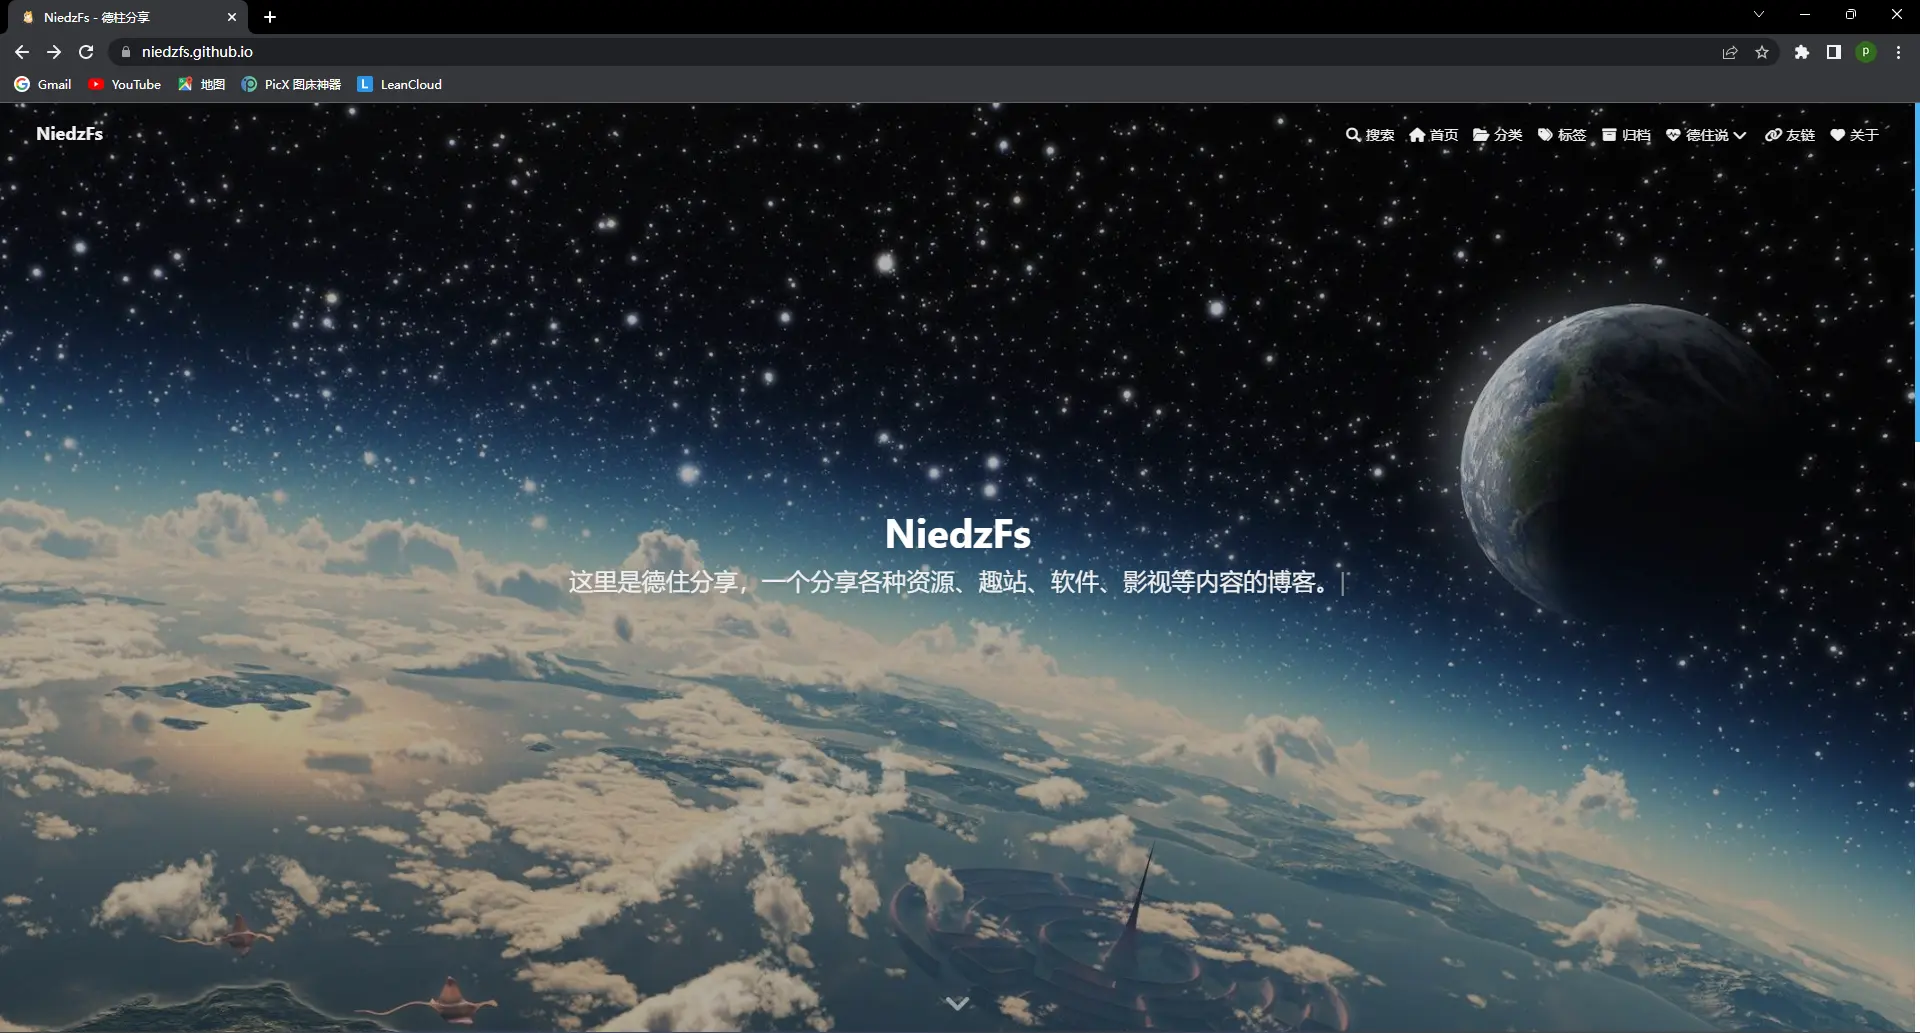 NiedzFs - 德柱分享
niedzfs.github.io
p
Gmail YouTube 地图 PicX 图床神器 L LeanCloud
NiedzFs 搜索 首页 分类 标签 归档 德住说 友链 关于
NiedzFs
这里是德住分享，一个分享各种资源、趣站、软件、影视等内容的博客。|